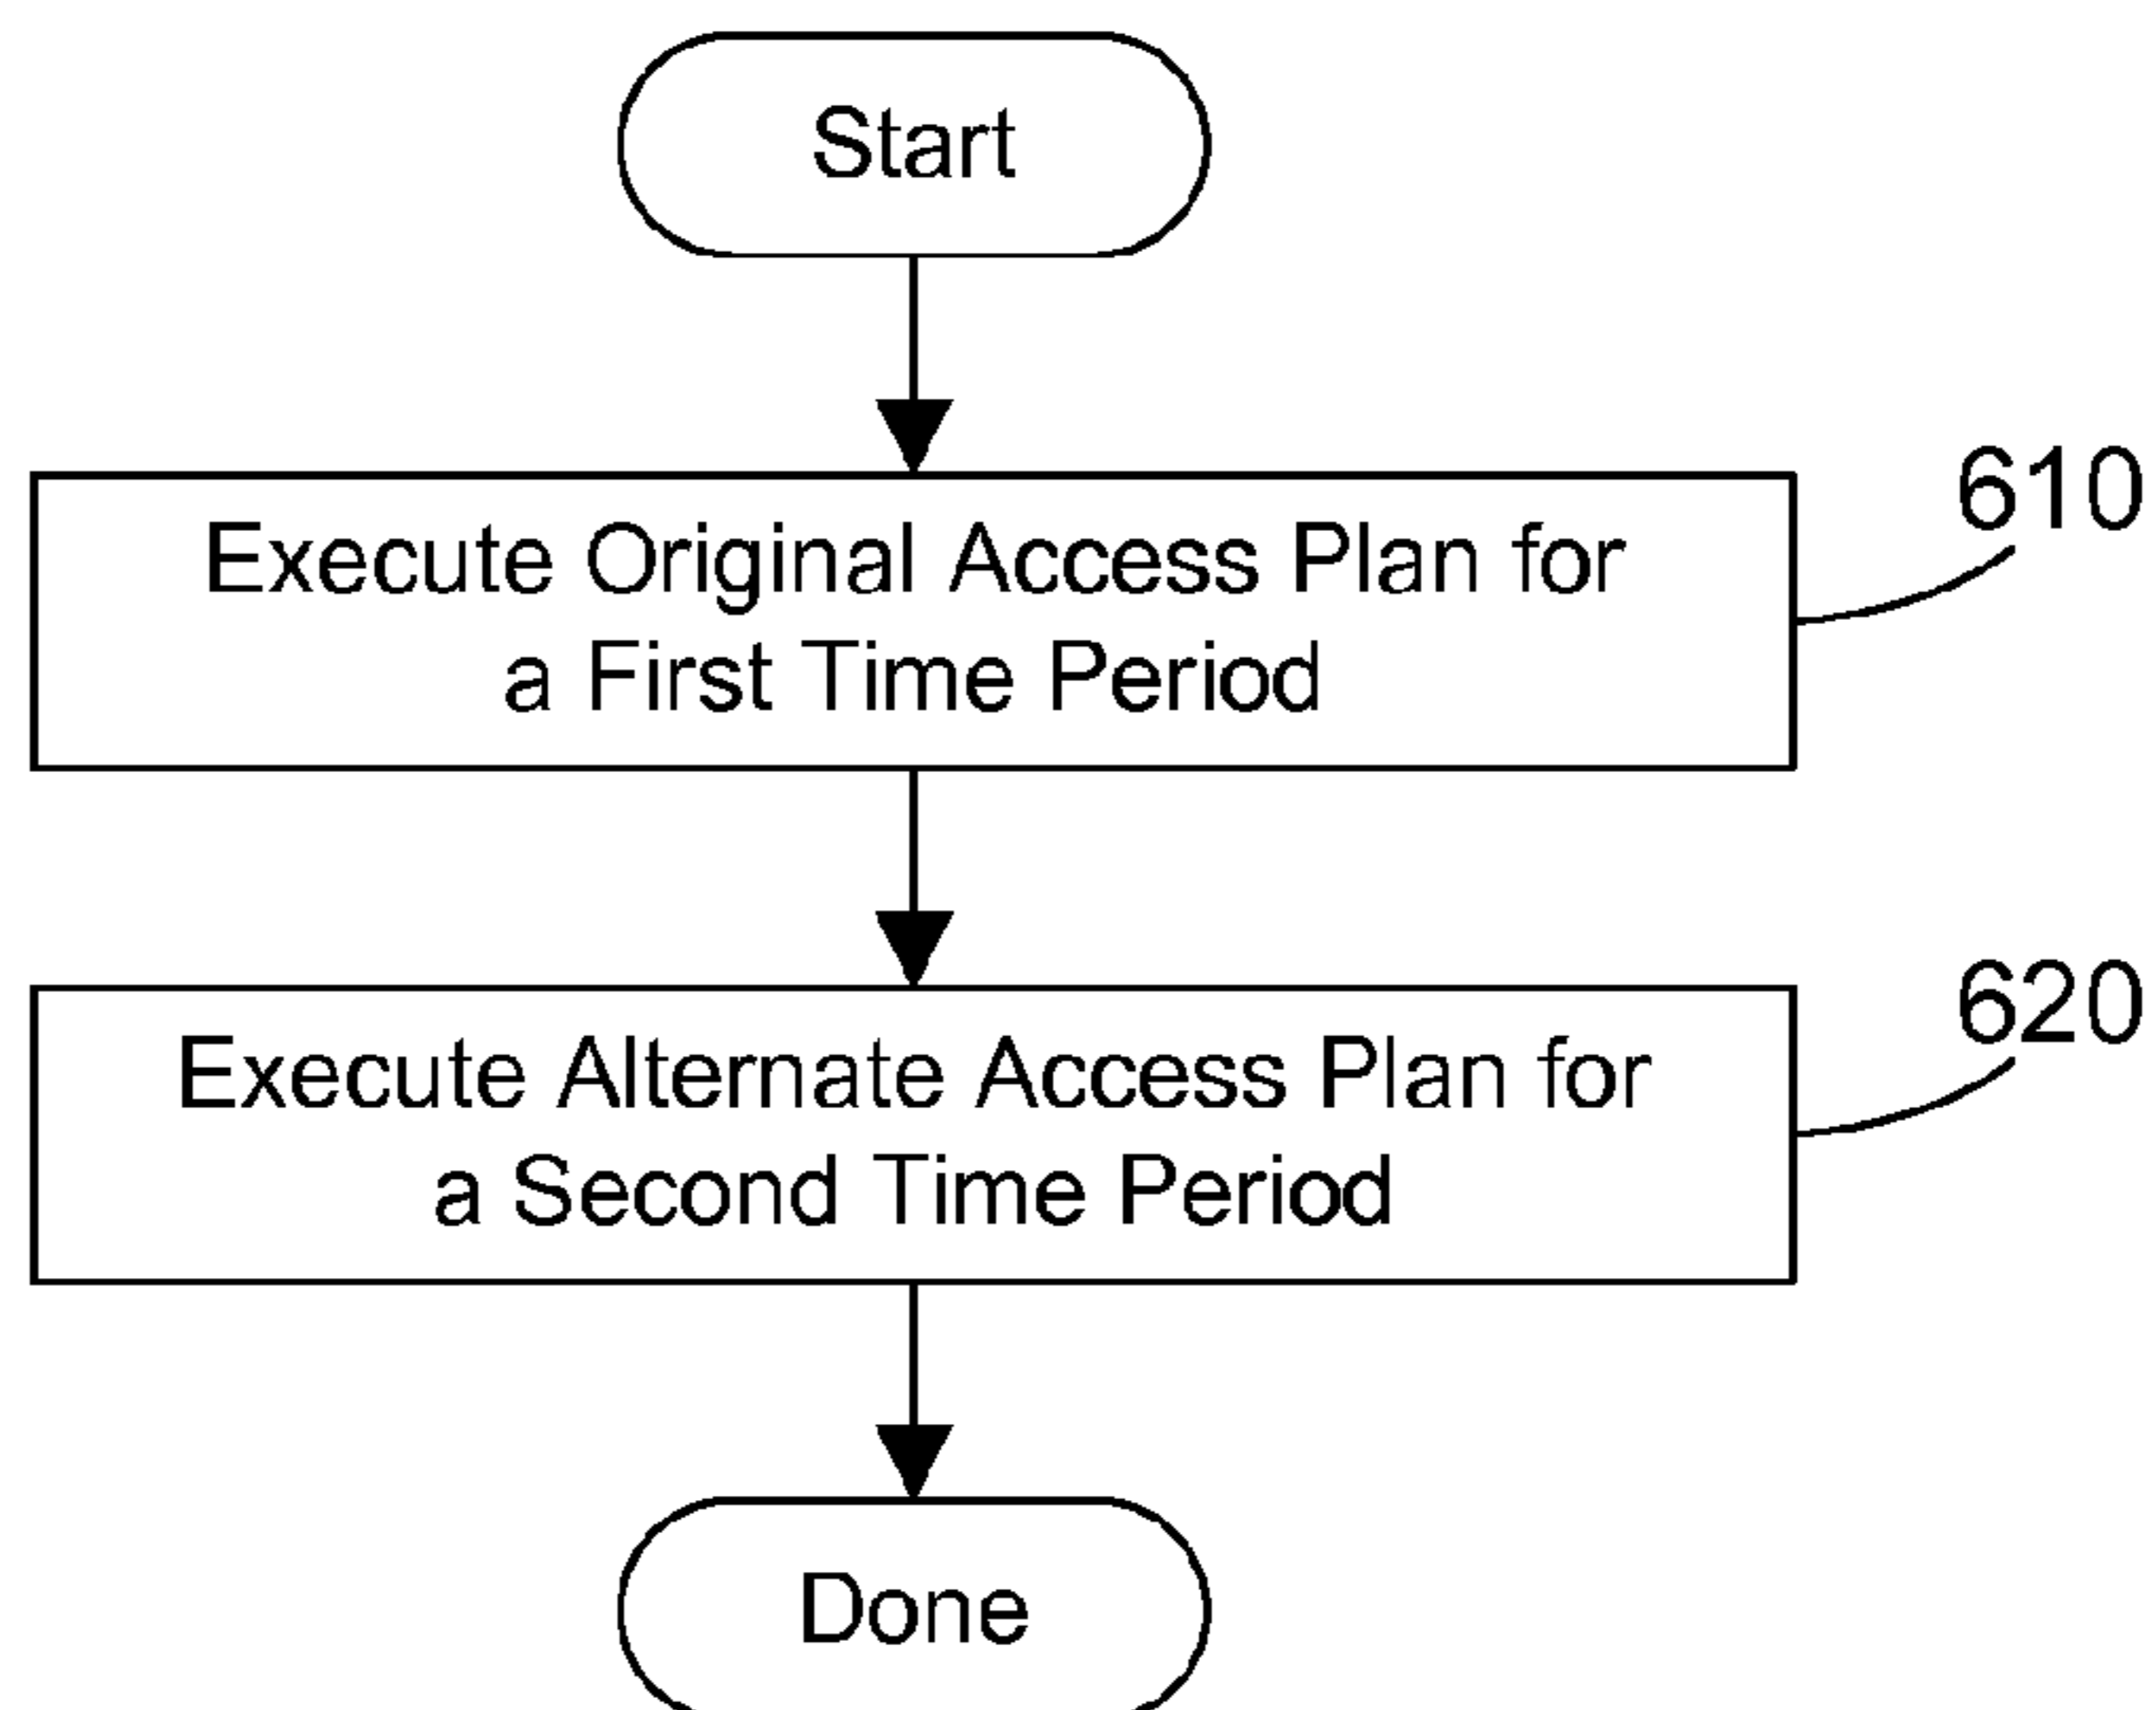 Start
610
Execute Original Access Plan for
a First Time Period
620
Execute Alternate Access Plan for
a Second Time Period
Done